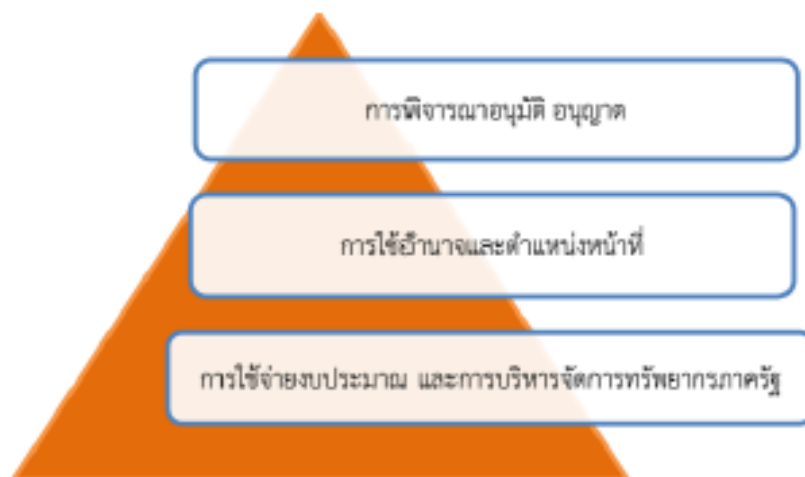 การพิจารณาอนุมัติ อนุญาต
การใช้อำนาจและตำแหน่งหน้าที่
การใช้จ่ายงบประมาณ และการบริหารจัดการทรัพยากรภาครัฐ